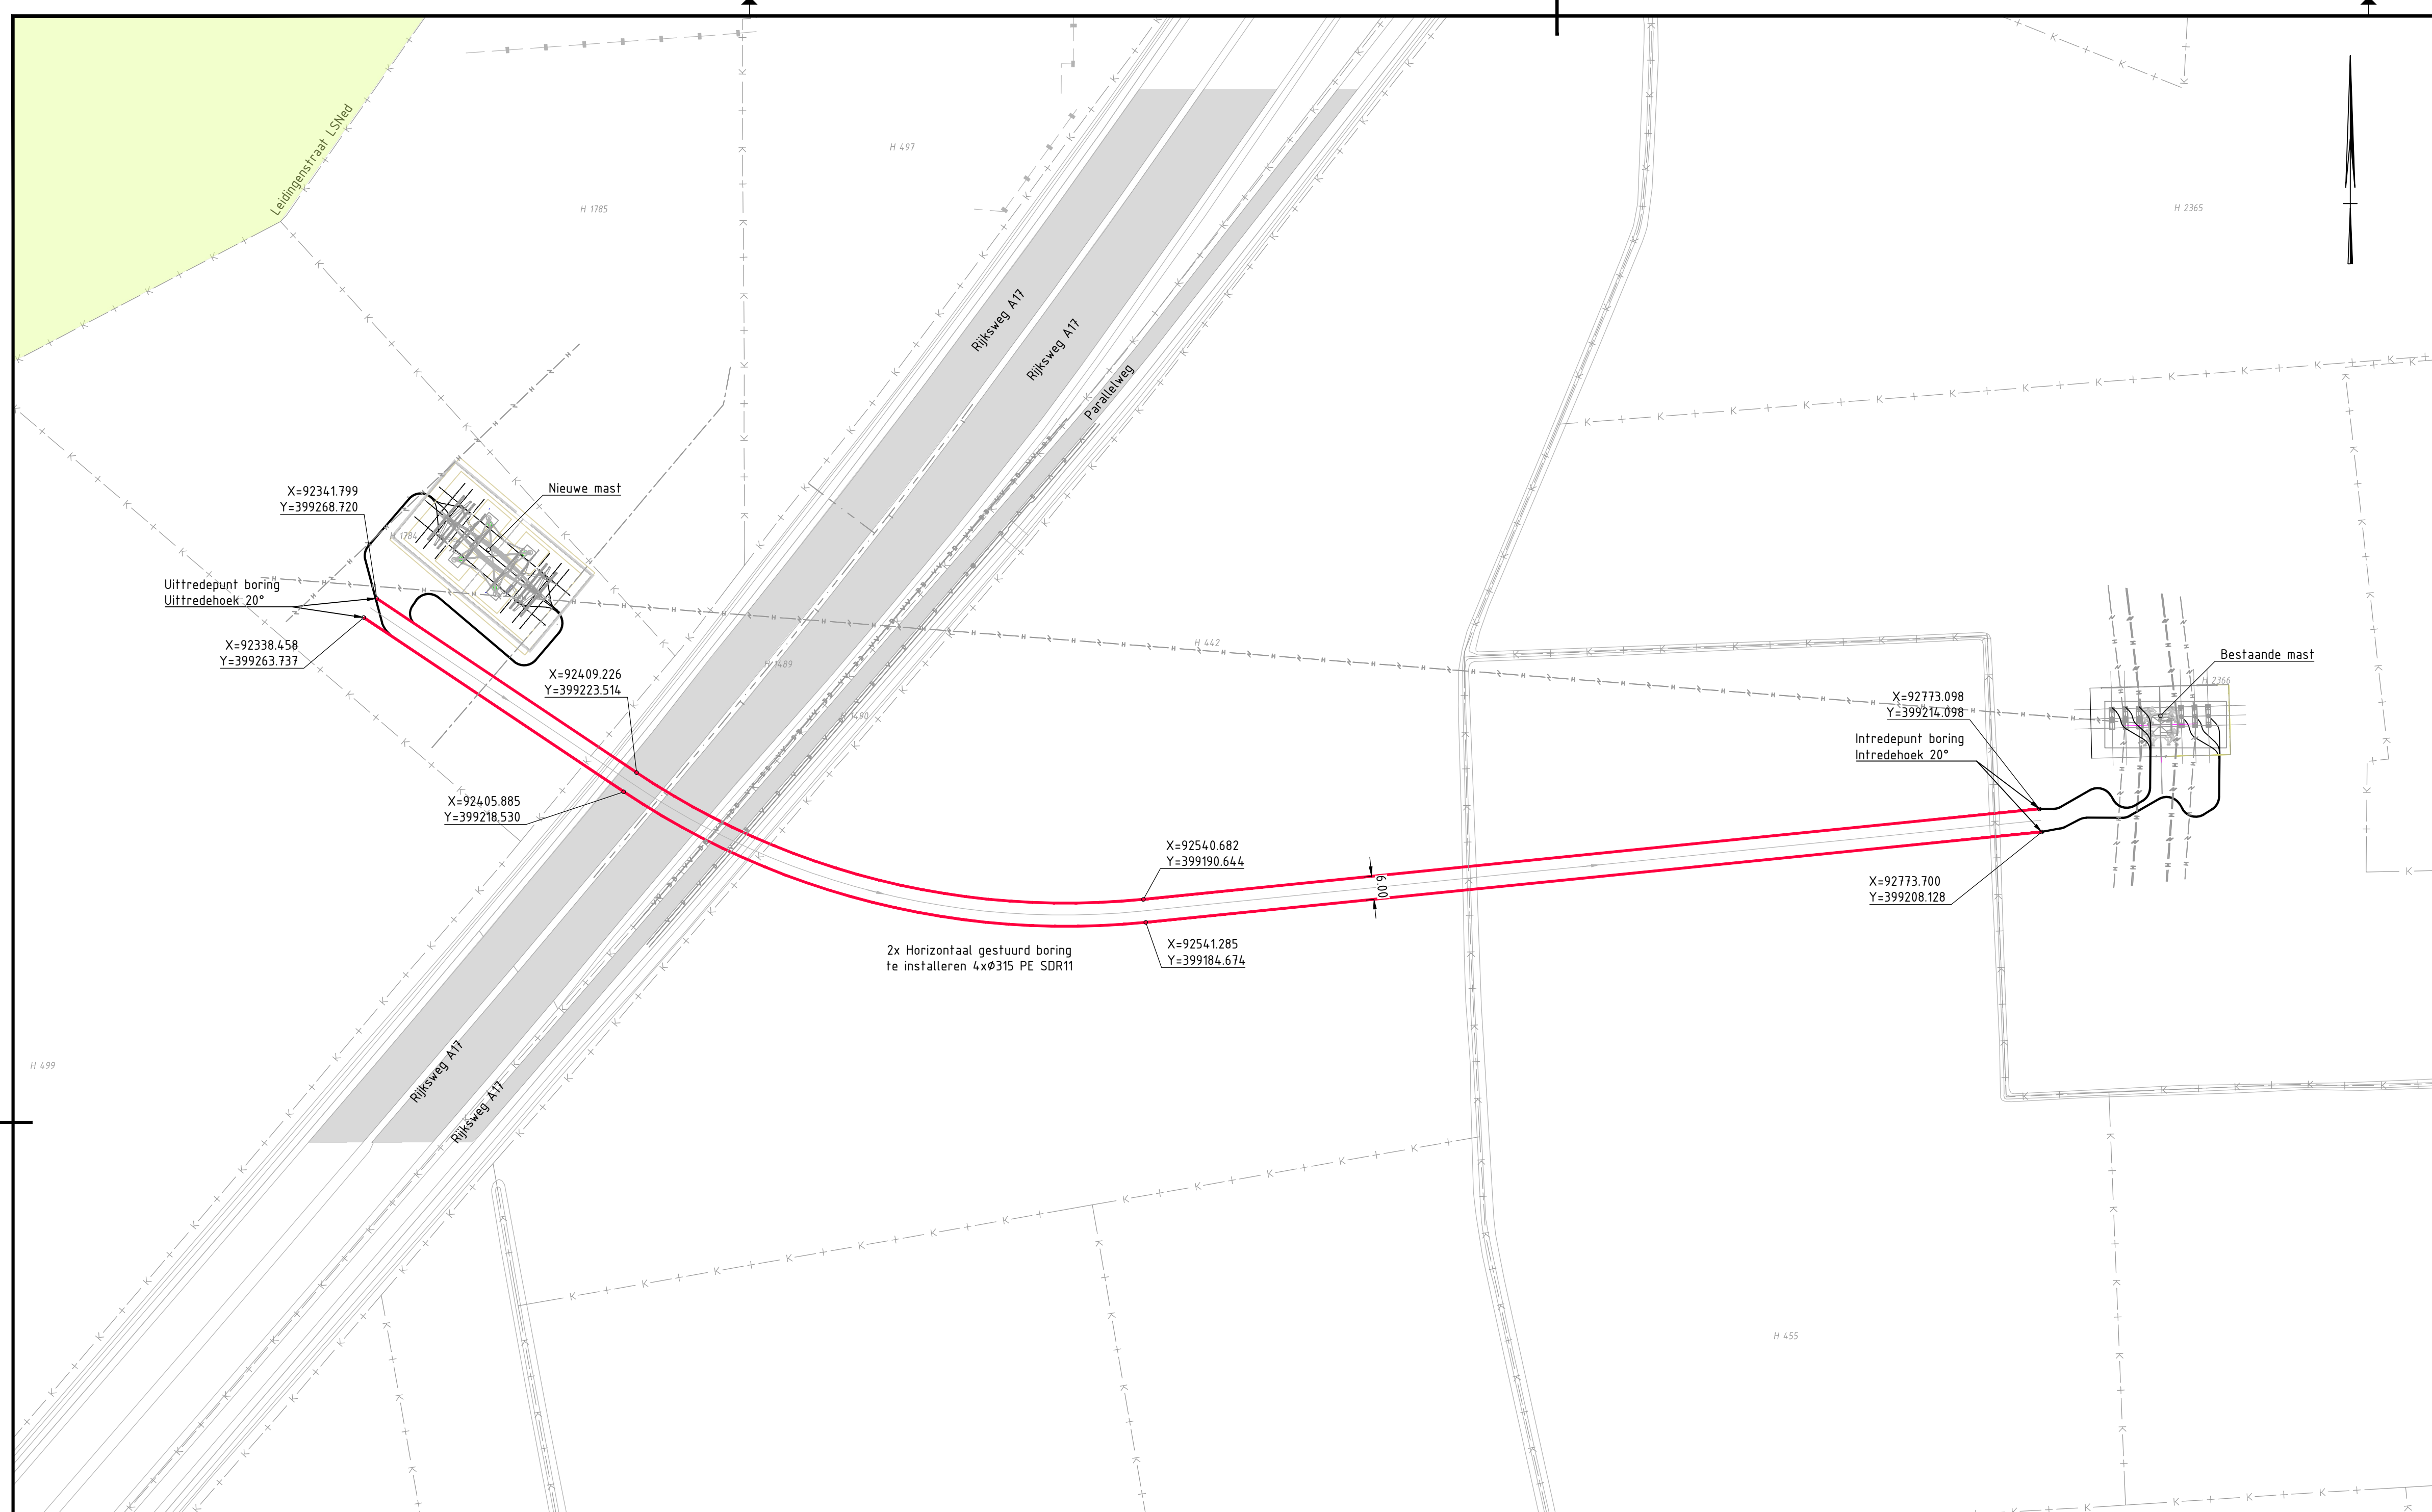 Leidingenstraat LSNed
H 497
H 1785
H 2365
Rijksweg A17
Rijksweg A17
Parallelweg
X=92341.799
Y=399268.720
Nieuwe mast
H 1784
Uittredepunt boring
Uittredehoek 20°
X=92338.458
Y=399263.737
H 442
H 1489
X=92409.226
Y=399223.514
H 1490
Bestaande mast
H 2366
X=92773.098
Y=399214.098
Intredepunt boring
Intredehoek 20°
X=92405.885
Y=399218.530
X=92540.682
Y=399190.644
6.00
X=92773.700
Y=399208.128
X=92541.285
Y=399184.674
2x Horizontaal gestuurd boring
te installeren 4xØ315 PE SDR11
H 499
Rijksweg A17
Rijksweg A17
H 455